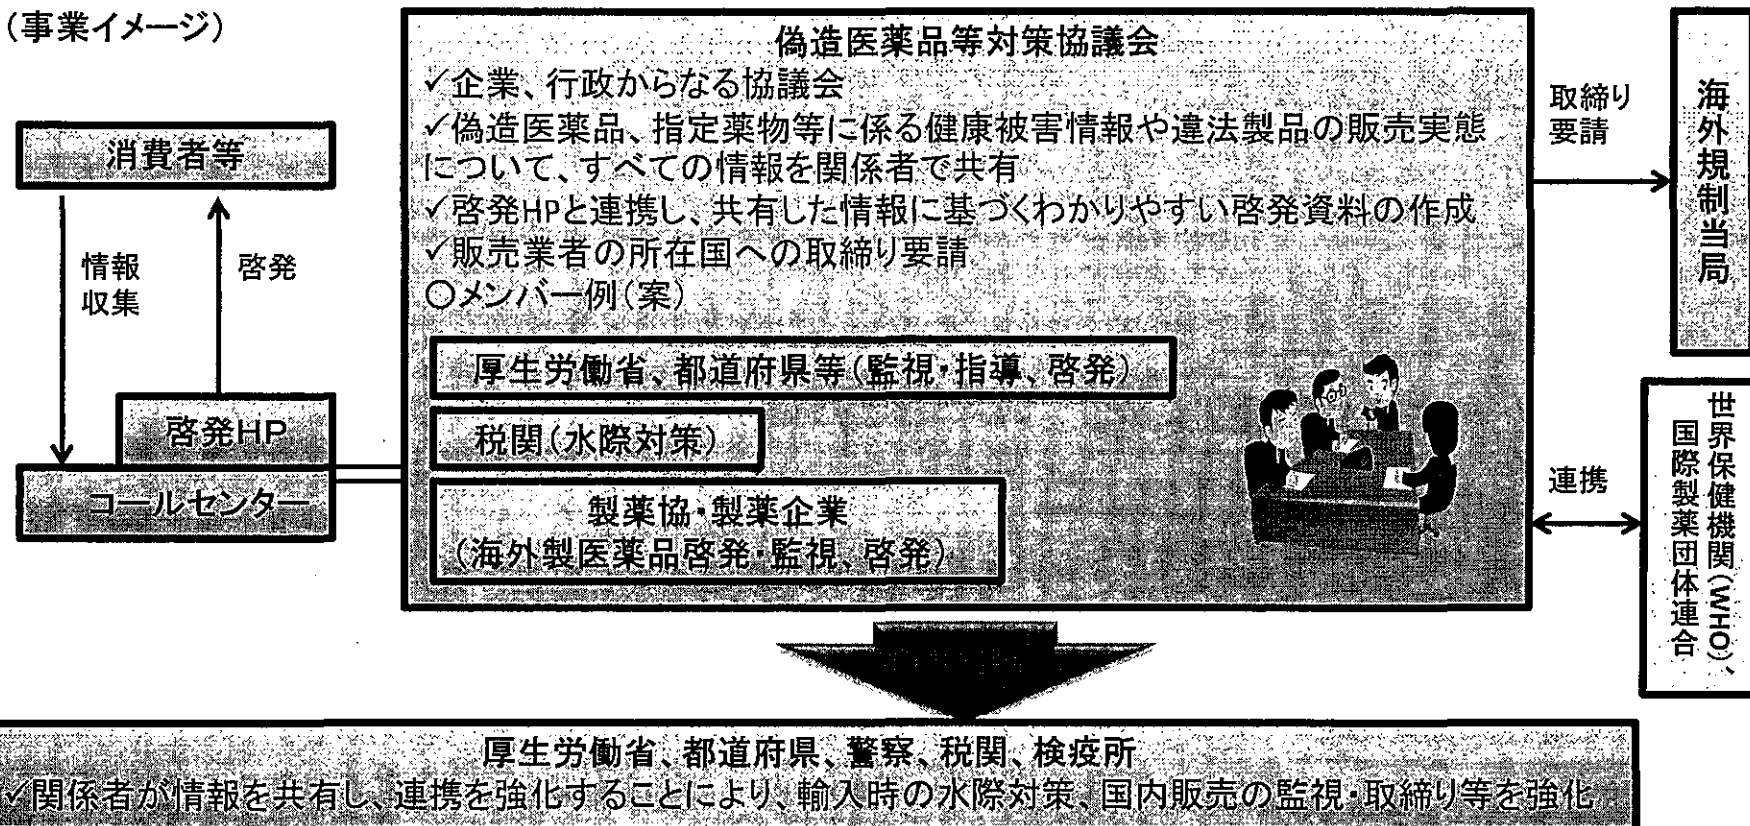 （事業イメージ）
偽造医薬品等対策協議会
✓企業、行政からなる協議会
✓偽造医薬品、指定薬物等に係る健康被害情報や違法製品の販売実態
について、すべての情報を関係者で共有
✓啓発HPと連携し、共有した情報に基づくわかりやすい啓発資料の作成
✓販売業者の所在国への取締り要請
○メンバー例（案）
厚生労働省、都道府県等（監視・指導、啓発）
税関（水際対策）
製薬協・製薬企業
（海外製医薬品啓発・監視、啓発）
消費者等
情報
収集
啓発
啓発HP
コールセンター
取締り
要請
海外規制当局
連携
世界保健機関（WHO）、
国際製薬団体連合
厚生労働省、都道府県、警察、税関、検疫所
✓関係者が情報を共有し、連携を強化することにより、輸入時の水際対策、国内販売の監視・取締り等を強化